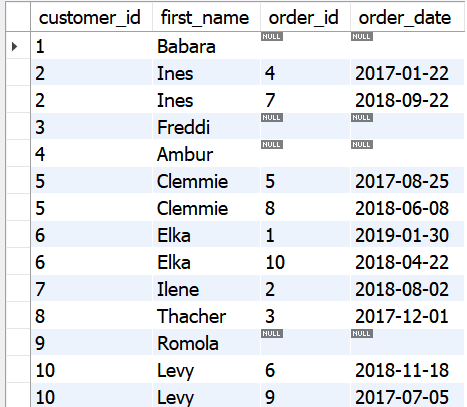 customer_id first_name order_id order_date
1 Babara NULL NULL
2 Ines 4 2017-01-22
2 Ines 7 2018-09-22
3 Freddi NULL NULL
4 Ambur NULL NULL
5 Clemmie 5 2017-08-25
5 Clemmie 8 2018-06-08
6 Elka 1 2019-01-30
6 Elka 10 2018-04-22
7 Ilene 2 2018-08-02
8 Thacher 3 2017-12-01
9 Romola NULL NULL
10 Levy 6 2018-11-18
10 Levy 9 2017-07-05